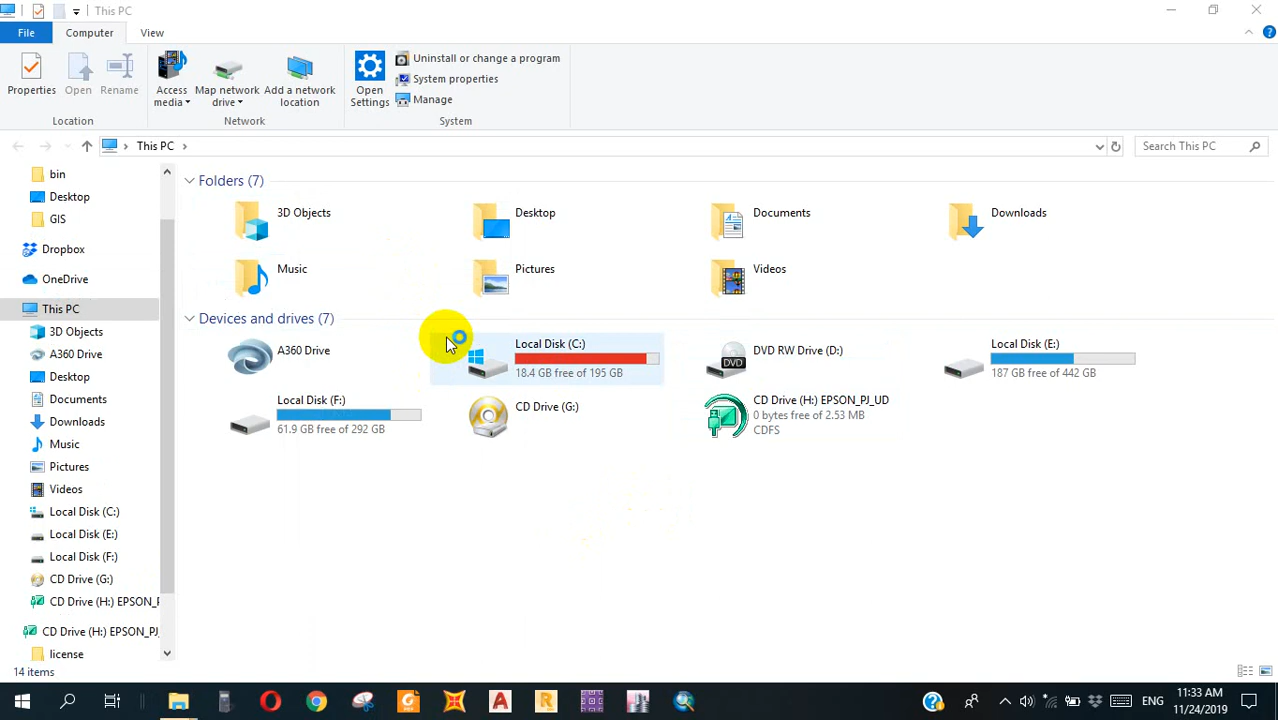 This PC
File Computer View
Properties Open Rename Access media Map network drive Add a network location Open Settings Uninstall or change a program
System properties
Manage
Location Network System
This PC Search This PC
bin
Desktop
GIS
Dropbox
OneDrive
This PC
3D Objects
A360 Drive
Desktop
Documents
Downloads
Music
Pictures
Videos
Local Disk (C:)
Local Disk (E:)
Local Disk (F:)
CD Drive (G:)
CD Drive (H:) EPSON_P
CD Drive (H:) EPSON_PJ_
license
Folders (7)
3D Objects Desktop Documents Downloads
Music Pictures Videos
Devices and drives (7)
A360 Drive
Local Disk (C:)
18.4 GB free of 195 GB
DVD RW Drive (D:)
DVD
Local Disk (E:)
187 GB free of 442 GB
Local Disk (F:)
61.9 GB free of 292 GB
CD Drive (G:)
CD Drive (H:) EPSON_PJ_UD
0 bytes free of 2.53 MB
CDFS
14 items
ENG
11:33 AM
11/24/2019